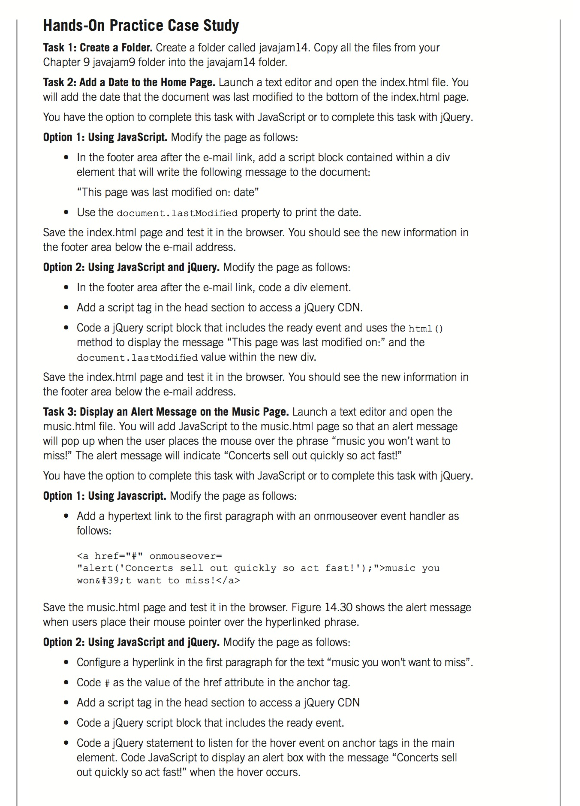 Hands-On Practice Case Study
Task 1: Create a Folder. Create a folder called javajam14. Copy all the files from your
Chapter 9 javajam9 folder into the javajam14 folder.
Task 2: Add a Date to the Home Page. Launch a text editor and open the index.html file. You
will add the date that the document was last modified to the bottom of the index.html page.
You have the option to complete this task with JavaScript or to complete this task with jQuery.
Option 1: Using JavaScript. Modify the page as follows:
• In the footer area after the e-mail link, add a script block contained within a div
element that will write the following message to the document:
"This page was last modified on: date"
• Use the document.lastModified property to print the date.
Save the index.html page and test it in the browser. You should see the new information in
the footer area below the e-mail address.
Option 2: Using JavaScript and jQuery. Modify the page as follows:
• In the footer area after the e-mail link, code a div element.
• Add a script tag in the head section to access a jQuery CDN.
• Code a jQuery script block that includes the ready event and uses the html()
method to display the message "This page was last modified on:" and the
document.lastModified value within the new div.
Save the index.html page and test it in the browser. You should see the new information in
the footer area below the e-mail address.
Task 3: Display an Alert Message on the Music Page. Launch a text editor and open the
music.html file. You will add JavaScript to the music.html page so that an alert message
will pop up when the user places the mouse over the phrase "music you won't want to
miss!" The alert message will indicate "Concerts sell out quickly so act fast!"
You have the option to complete this task with JavaScript or to complete this task with jQuery.
Option 1: Using Javascript. Modify the page as follows:
• Add a hypertext link to the first paragraph with an onmouseover event handler as
follows:
<a href="#" onmouseover=
"alert('Concerts sell out quickly so act fast!');">music you
won&#39;t want to miss!</a>
Save the music.html page and test it in the browser. Figure 14.30 shows the alert message
when users place their mouse pointer over the hyperlinked phrase.
Option 2: Using JavaScript and jQuery. Modify the page as follows:
• Configure a hyperlink in the first paragraph for the text "music you won't want to miss".
• Code # as the value of the href attribute in the anchor tag.
• Add a script tag in the head section to access a jQuery CDN
• Code a jQuery script block that includes the ready event.
• Code a jQuery statement to listen for the hover event on anchor tags in the main
element. Code JavaScript to display an alert box with the message "Concerts sell
out quickly so act fast!" when the hover occurs.